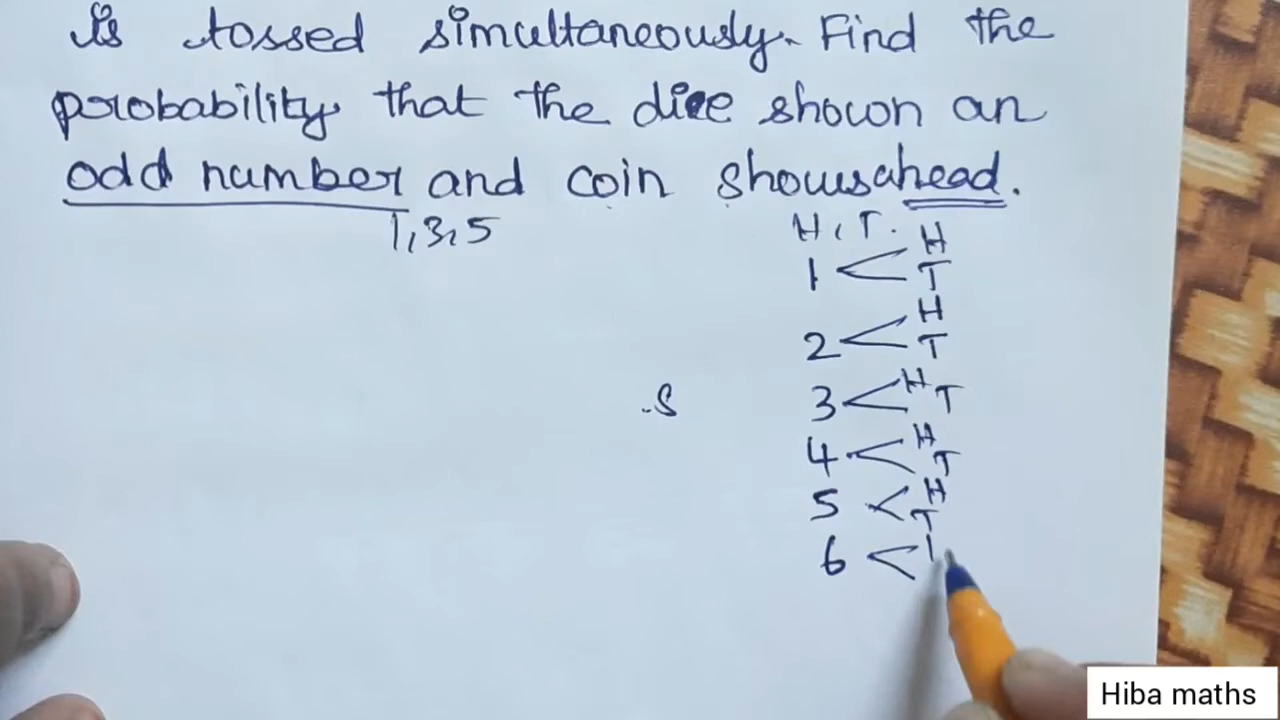 is tossed simultaneously. Find the
probability that the dice shown an
odd number and coin shows a head.
1, 3, 5
H, T.
1 < H
T
2 < H
T
3 < H
T
.S
4 < H
T
5 < H
T
6 <
Hiba maths